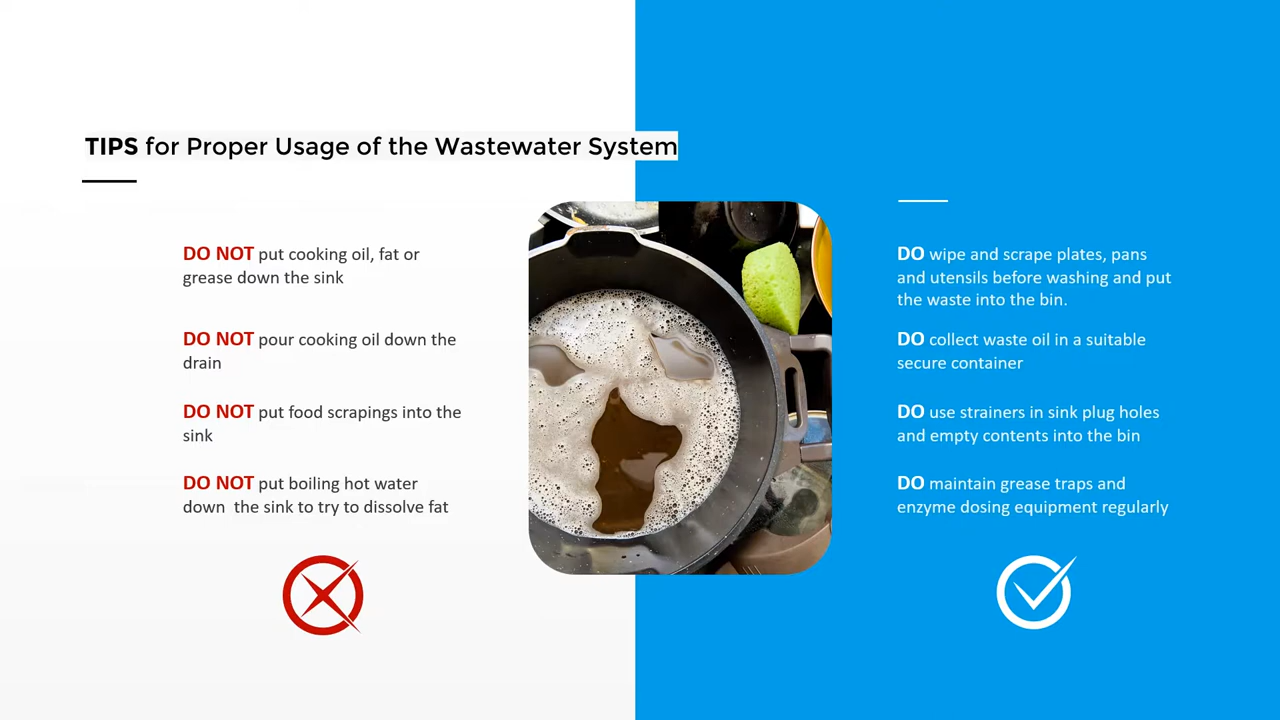 TIPS for Proper Usage of the Wastewater System
DO NOT put cooking oil, fat or
grease down the sink
DO NOT pour cooking oil down the
drain
DO NOT put food scrapings into the
sink
DO NOT put boiling hot water
down  the sink to try to dissolve fat
DO wipe and scrape plates, pans
and utensils before washing and put
the waste into the bin.
DO collect waste oil in a suitable
secure container
DO use strainers in sink plug holes
and empty contents into the bin
DO maintain grease traps and
enzyme dosing equipment regularly